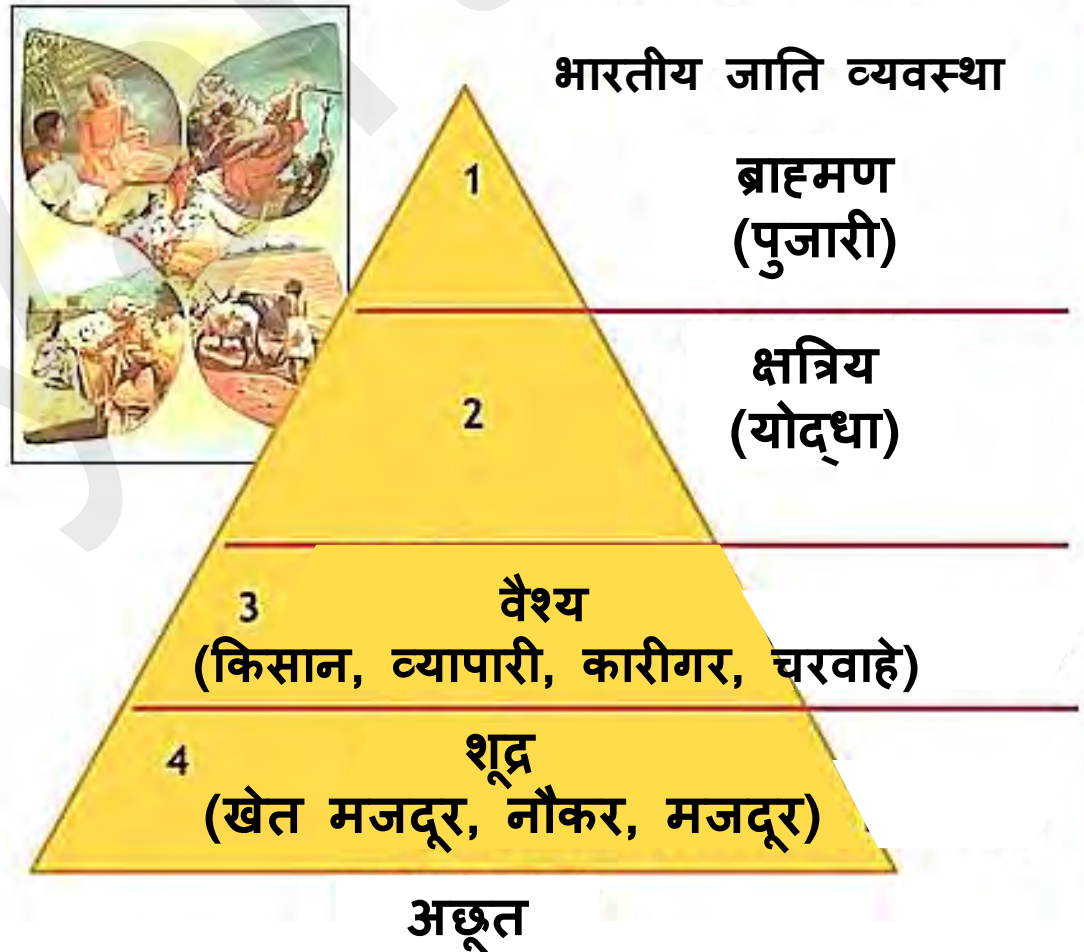 भारतीय जाति व्यवस्था
1
ब्राह्मण
(पुजारी)
क्षत्रिय
(योद्धा)
2
3
वैश्य
(किसान, व्यापारी, कारीगर, चरवाहे)
4
शूद्र
(खेत मजदूर, नौकर, मजदूर)
अछूत